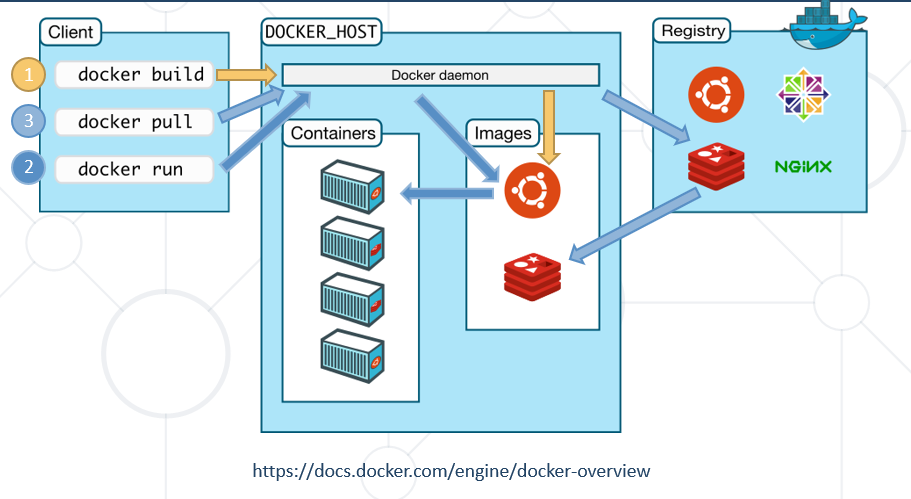 Client
1 docker build
3 docker pull
2 docker run
DOCKER_HOST
Docker daemon
Containers
Images
Registry
NGINX
https://docs.docker.com/engine/docker-overview